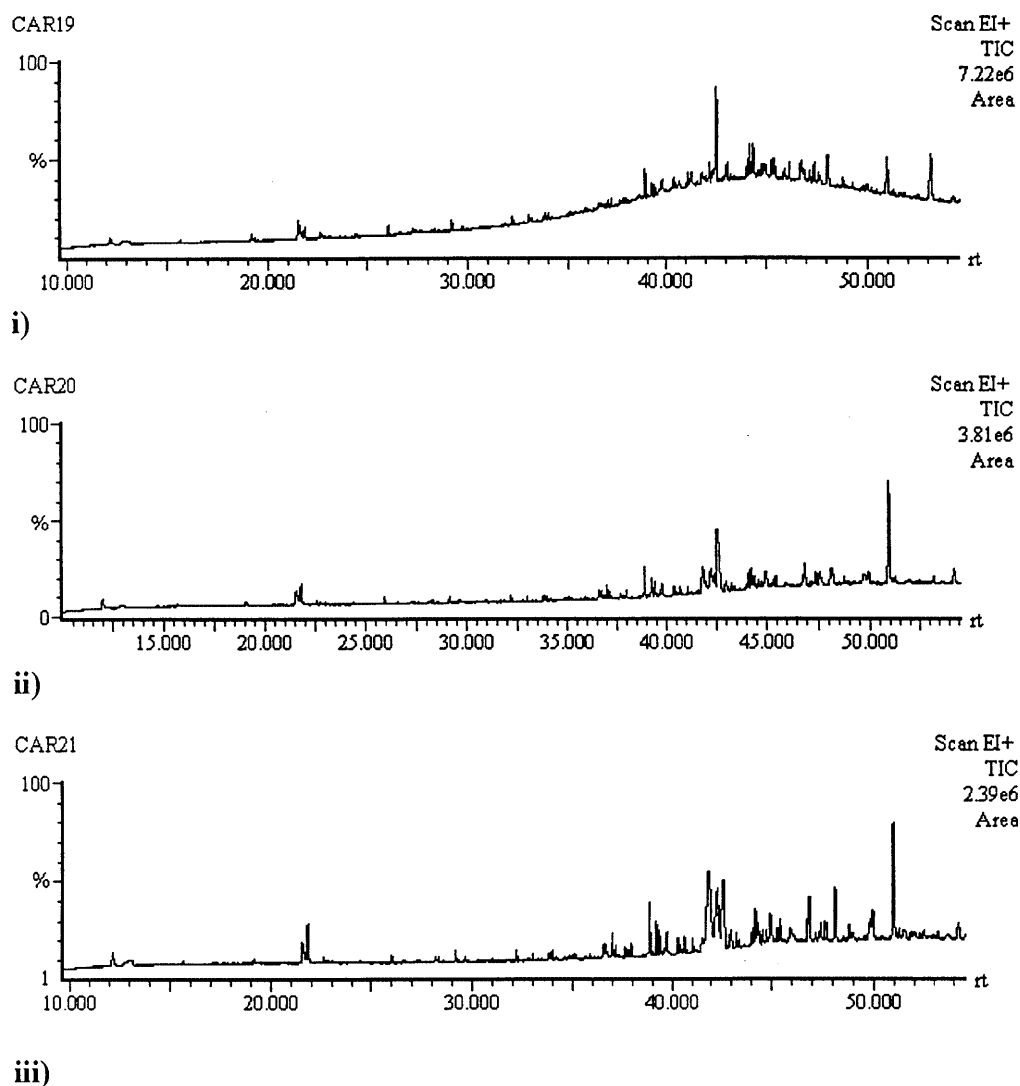 CAR19
Scan EI+
TIC
7.22e6
Area
100
%
rt
10.000 20.000 30.000 40.000 50.000
i)
CAR20
Scan EI+
TIC
3.81e6
Area
100
%
0
rt
15.000 20.000 25.000 30.000 35.000 40.000 45.000 50.000
ii)
CAR21
Scan EI+
TIC
2.39e6
Area
100
%
1
rt
10.000 20.000 30.000 40.000 50.000
iii)